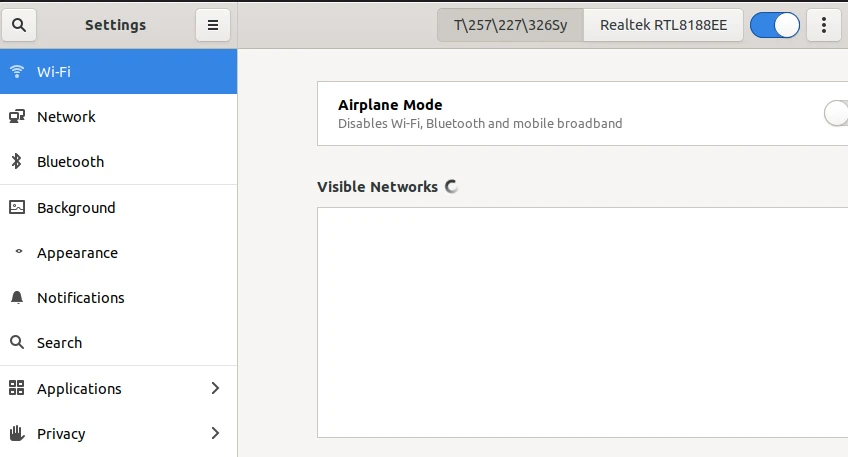 Settings
T\257\227\326Sy
Realtek RTL8188EE
Wi-Fi
Network
Bluetooth
Background
Appearance
Notifications
Search
Applications
Privacy
Airplane Mode
Disables Wi-Fi, Bluetooth and mobile broadband
Visible Networks